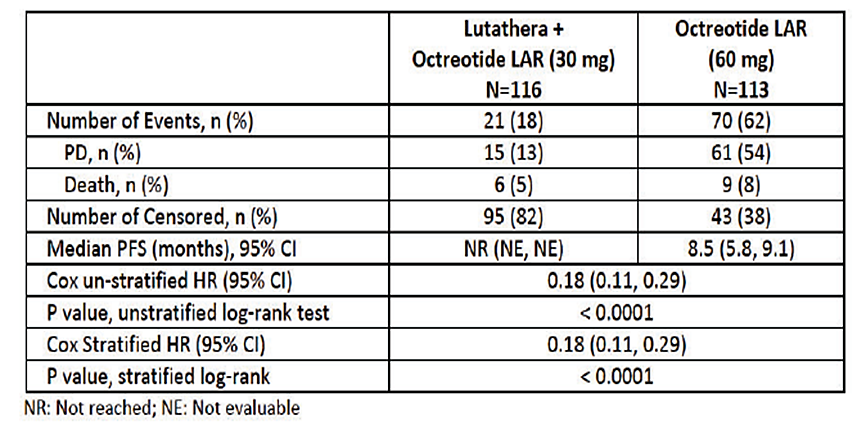 Lutathera + Octreotide LAR (30 mg) N=116 Octreotide LAR (60 mg) N=113
Number of Events, n (%) 21 (18) 70 (62)
PD, n (%) 15 (13) 61 (54)
Death, n (%) 6 (5) 9 (8)
Number of Censored, n (%) 95 (82) 43 (38)
Median PFS (months), 95% CI NR (NE, NE) 8.5 (5.8, 9.1)
Cox un-stratified HR (95% CI) 0.18 (0.11, 0.29)
P value, unstratified log-rank test < 0.0001
Cox Stratified HR (95% CI) 0.18 (0.11, 0.29)
P value, stratified log-rank < 0.0001
NR: Not reached; NE: Not evaluable